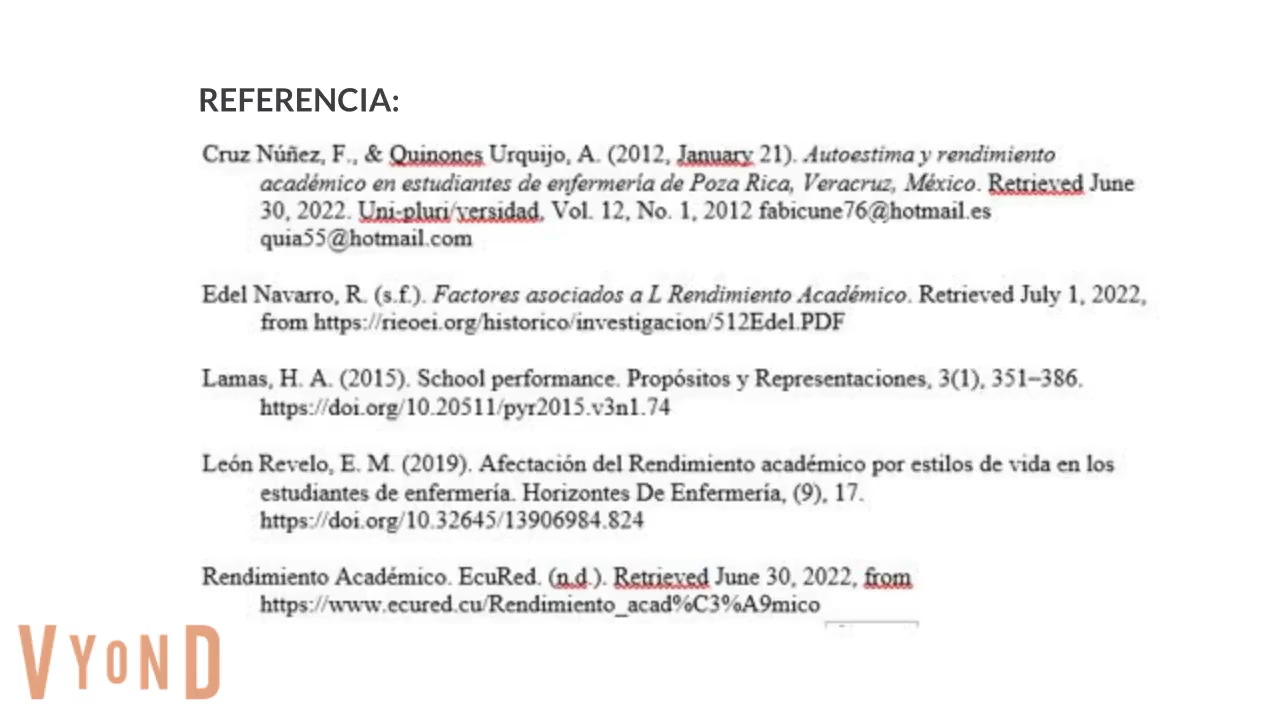 REFERENCIA:
Cruz Núñez, F., & Quinones Urquijo, A. (2012, January 21). Autoestima y rendimiento
académico en estudiantes de enfermería de Poza Rica, Veracruz, México. Retrieved June
30, 2022. Uni-pluri/versidad, Vol. 12, No. 1, 2012 fabicune76@hotmail.es
quia55@hotmail.com
Edel Navarro, R. (s.f.). Factores asociados a L Rendimiento Académico. Retrieved July 1, 2022,
from https://rieoei.org/historico/investigacion/512Edel.PDF
Lamas, H. A. (2015). School performance. Propósitos y Representaciones, 3(1), 351–386.
https://doi.org/10.20511/pyr2015.v3n1.74
León Revelo, E. M. (2019). Afectación del Rendimiento académico por estilos de vida en los
estudiantes de enfermería. Horizontes De Enfermería, (9), 17.
https://doi.org/10.32645/13906984.824
Rendimiento Académico. EcuRed. (n.d.). Retrieved June 30, 2022, from
https://www.ecured.cu/Rendimiento_acad%C3%A9mico
VYOND